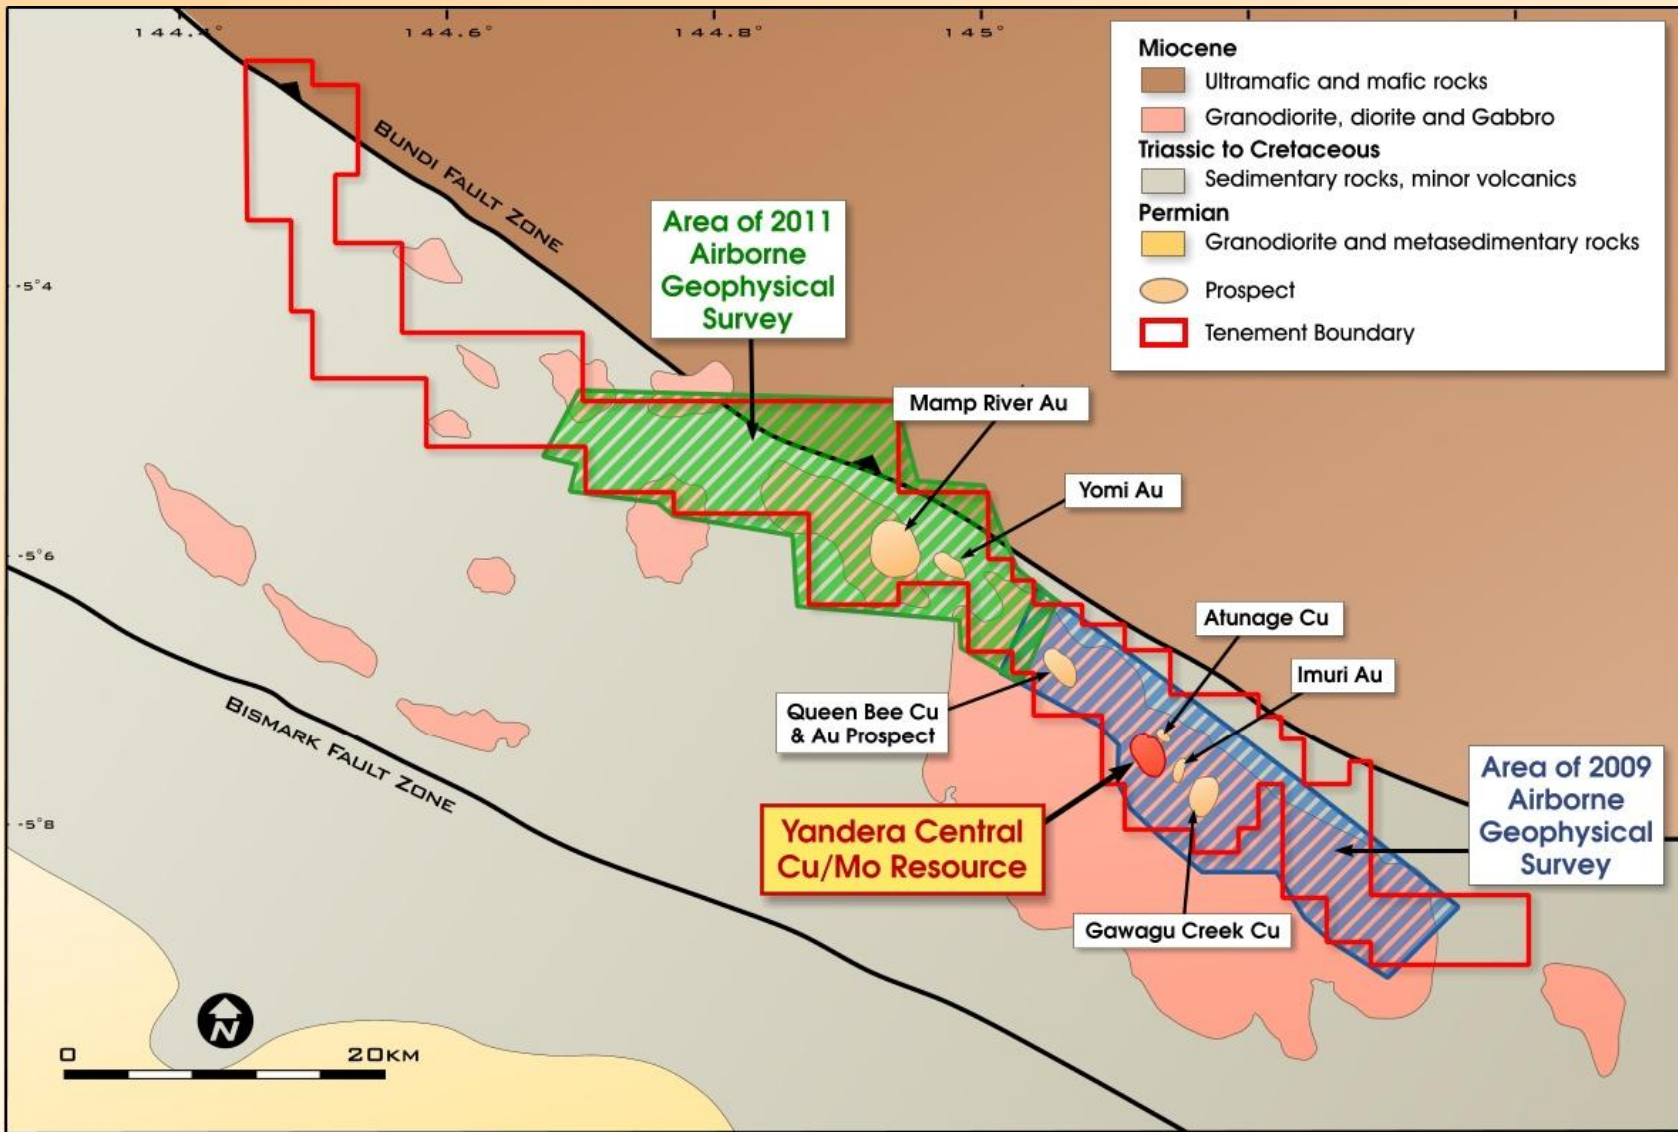 144.4°
144.6°
144.8°
145°
Miocene
Ultramafic and mafic rocks
Granodiorite, diorite and Gabbro
Triassic to Cretaceous
Sedimentary rocks, minor volcanics
Permian
Granodiorite and metasedimentary rocks
Prospect
Tenement Boundary
BUNDI FAULT ZONE
Area of 2011
Airborne
Geophysical
Survey
-5°4
Mamp River Au
Yomi Au
-5°6
Atunage Cu
Imuri Au
Queen Bee Cu
& Au Prospect
BISMARK FAULT ZONE
Area of 2009
Airborne
Geophysical
Survey
-5°8
Yandera Central
Cu/Mo Resource
Gawagu Creek Cu
N
0 20KM